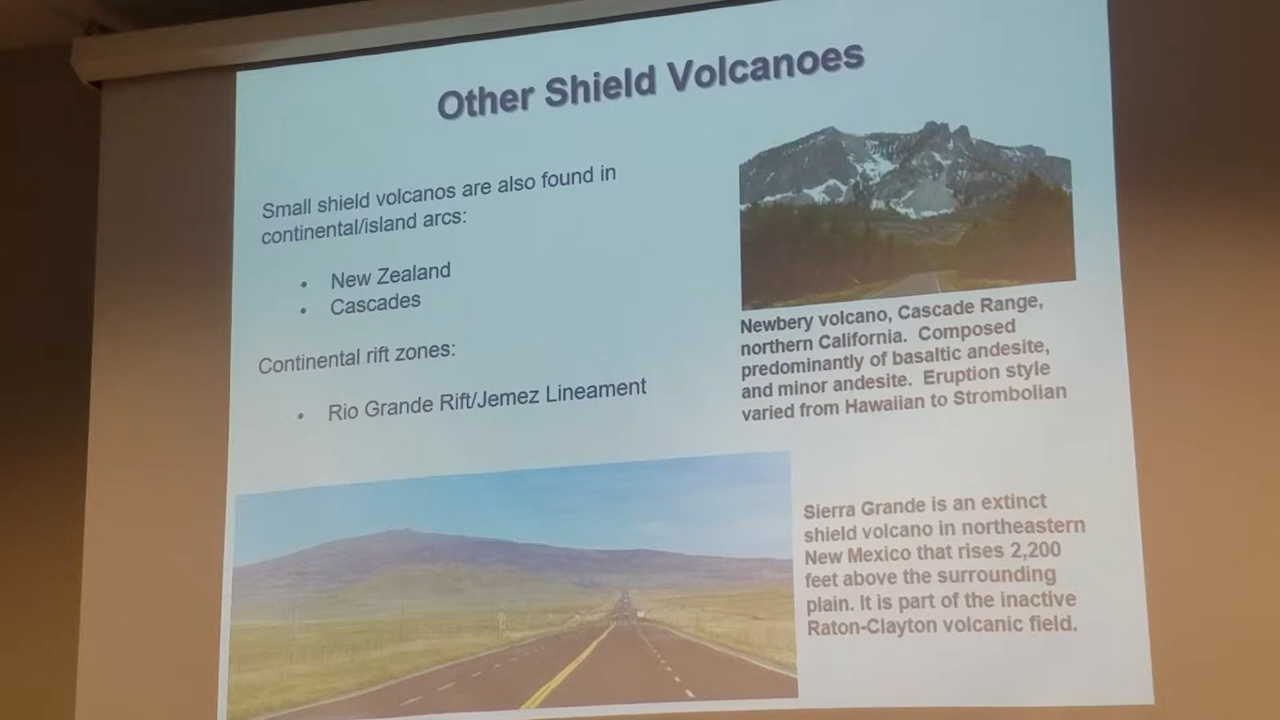 Other Shield Volcanoes
Small shield volcanos are also found in
continental/island arcs:
• New Zealand
• Cascades
Continental rift zones:
• Rio Grande Rift/Jemez Lineament
Newbery volcano, Cascade Range,
northern California. Composed
predominantly of basaltic andesite,
and minor andesite. Eruption style
varied from Hawaiian to Strombolian
Sierra Grande is an extinct
shield volcano in northeastern
New Mexico that rises 2,200
feet above the surrounding
plain. It is part of the inactive
Raton-Clayton volcanic field.